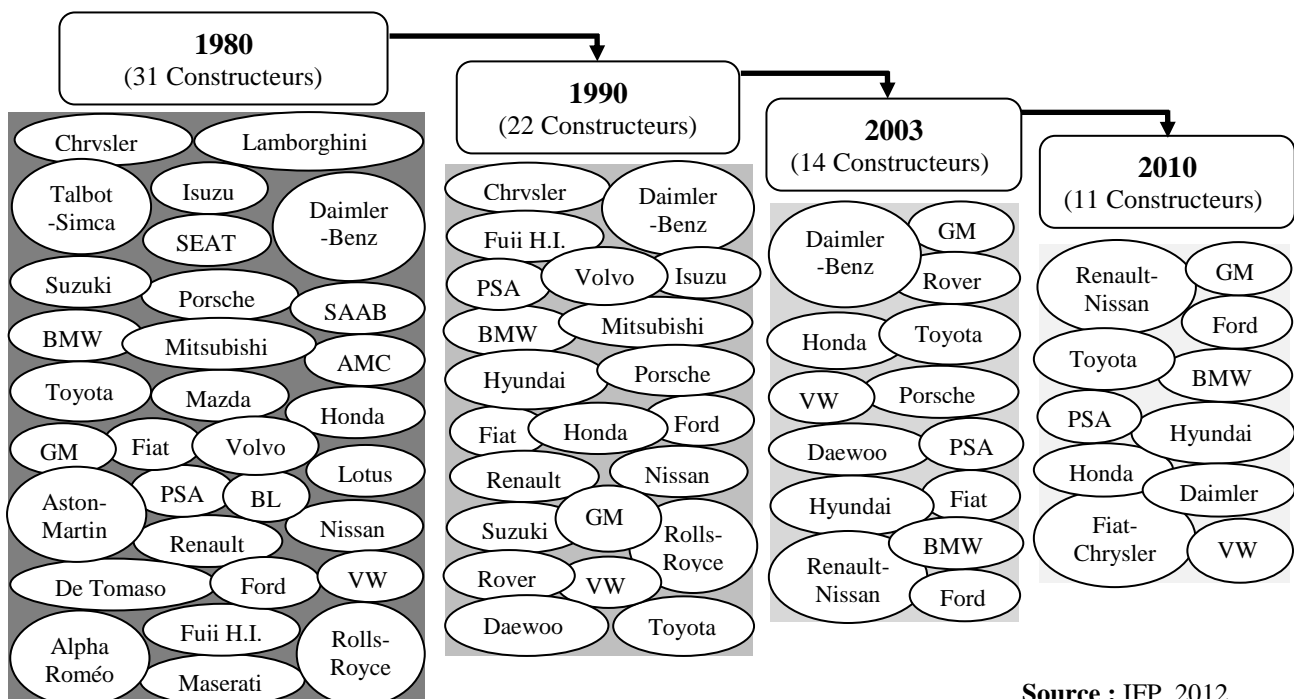 1980
(31 Constructeurs)
Chrysler
Lamborghini
Talbot
-Simca
Isuzu
SEAT
Daimler
-Benz
Suzuki
Porsche
SAAB
BMW
Mitsubishi
AMC
Toyota
Mazda
Honda
GM
Fiat
Volvo
Lotus
Aston-
Martin
PSA
BL
Nissan
Renault
De Tomaso
Ford
VW
Alpha
Roméo
Fuji H.I.
Rolls-
Royce
Maserati
1990
(22 Constructeurs)
Chrysler
Daimler
-Benz
Fuji H.I.
PSA
Volvo
Isuzu
BMW
Mitsubishi
Hyundai
Porsche
Fiat
Honda
Ford
Renault
Nissan
Suzuki
GM
Rolls-
Royce
Rover
VW
Daewoo
Toyota
2003
(14 Constructeurs)
Daimler
-Benz
GM
Rover
Honda
Toyota
VW
Porsche
Daewoo
PSA
Hyundai
Fiat
BMW
Renault-
Nissan
Ford
2010
(11 Constructeurs)
Renault-
Nissan
GM
Ford
Toyota
BMW
PSA
Hyundai
Honda
Daimler
Fiat-
Chrysler
VW
Source : IFP, 2012